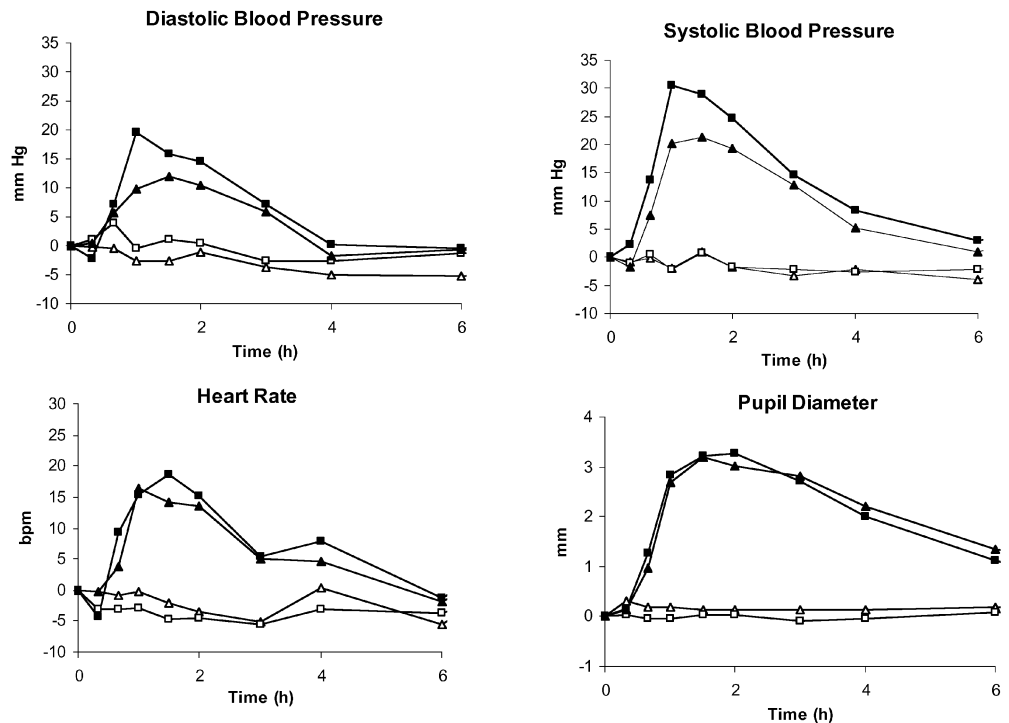 Diastolic Blood Pressure
35
30
25
20
15
10
5
0
-5
-10
mm Hg
0 2 4 6
Time (h)
Systolic Blood Pressure
35
30
25
20
15
10
5
0
-5
-10
mm Hg
0 2 4 6
Time (h)
Heart Rate
30
25
20
15
10
5
0
-5
-10
bpm
0 2 4 6
Time (h)
Pupil Diameter
4
3
2
1
0
-1
mm
0 2 4 6
Time (h)